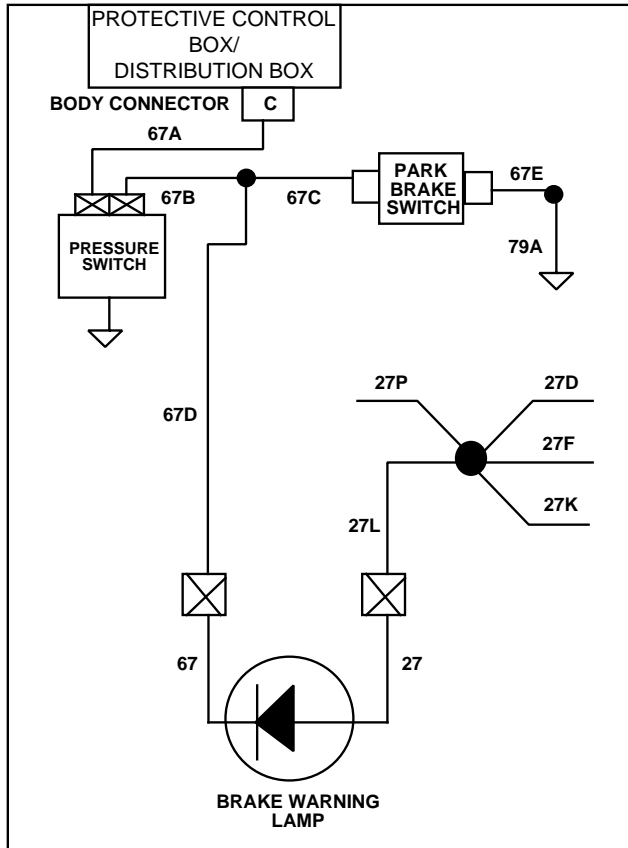 PROTECTIVE CONTROL
BOX/
DISTRIBUTION BOX
BODY CONNECTOR
C
67A
67B
67C
PARK
BRAKE
SWITCH
67E
PRESSURE
SWITCH
79A
67D
27P
27D
27F
27K
27L
67
27
BRAKE WARNING
LAMP